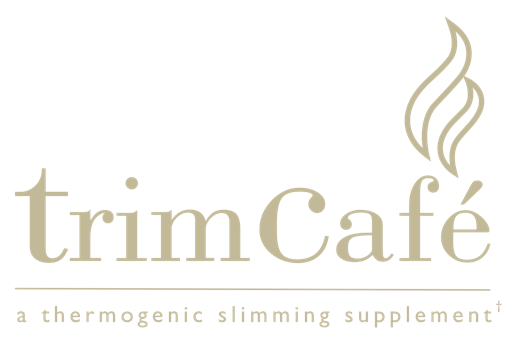 trimCafé
a thermogenic slimming supplement†